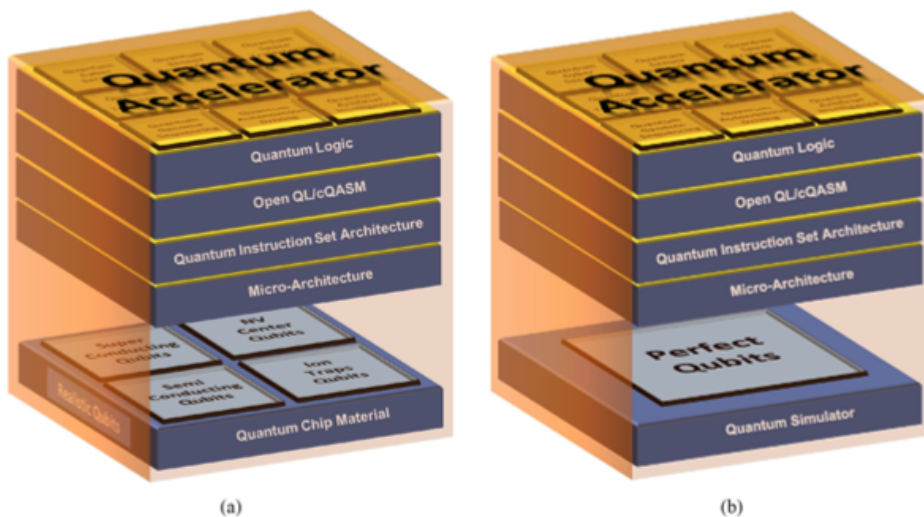 Quantum
Accelerator
Quantum Logic
Open QL/cQASM
Quantum Instruction Set Architecture
Micro-Architecture
NV
Center
Qubits
Super
Conducting
Qubits
Ion
Traps
Qubits
Semi
Conducting
Qubits
Realistic Qubits
Quantum Chip Material
(a)
Quantum
Accelerator
Quantum Logic
Open QL/cQASM
Quantum Instruction Set Architecture
Micro-Architecture
Perfect
Qubits
Quantum Simulator
(b)